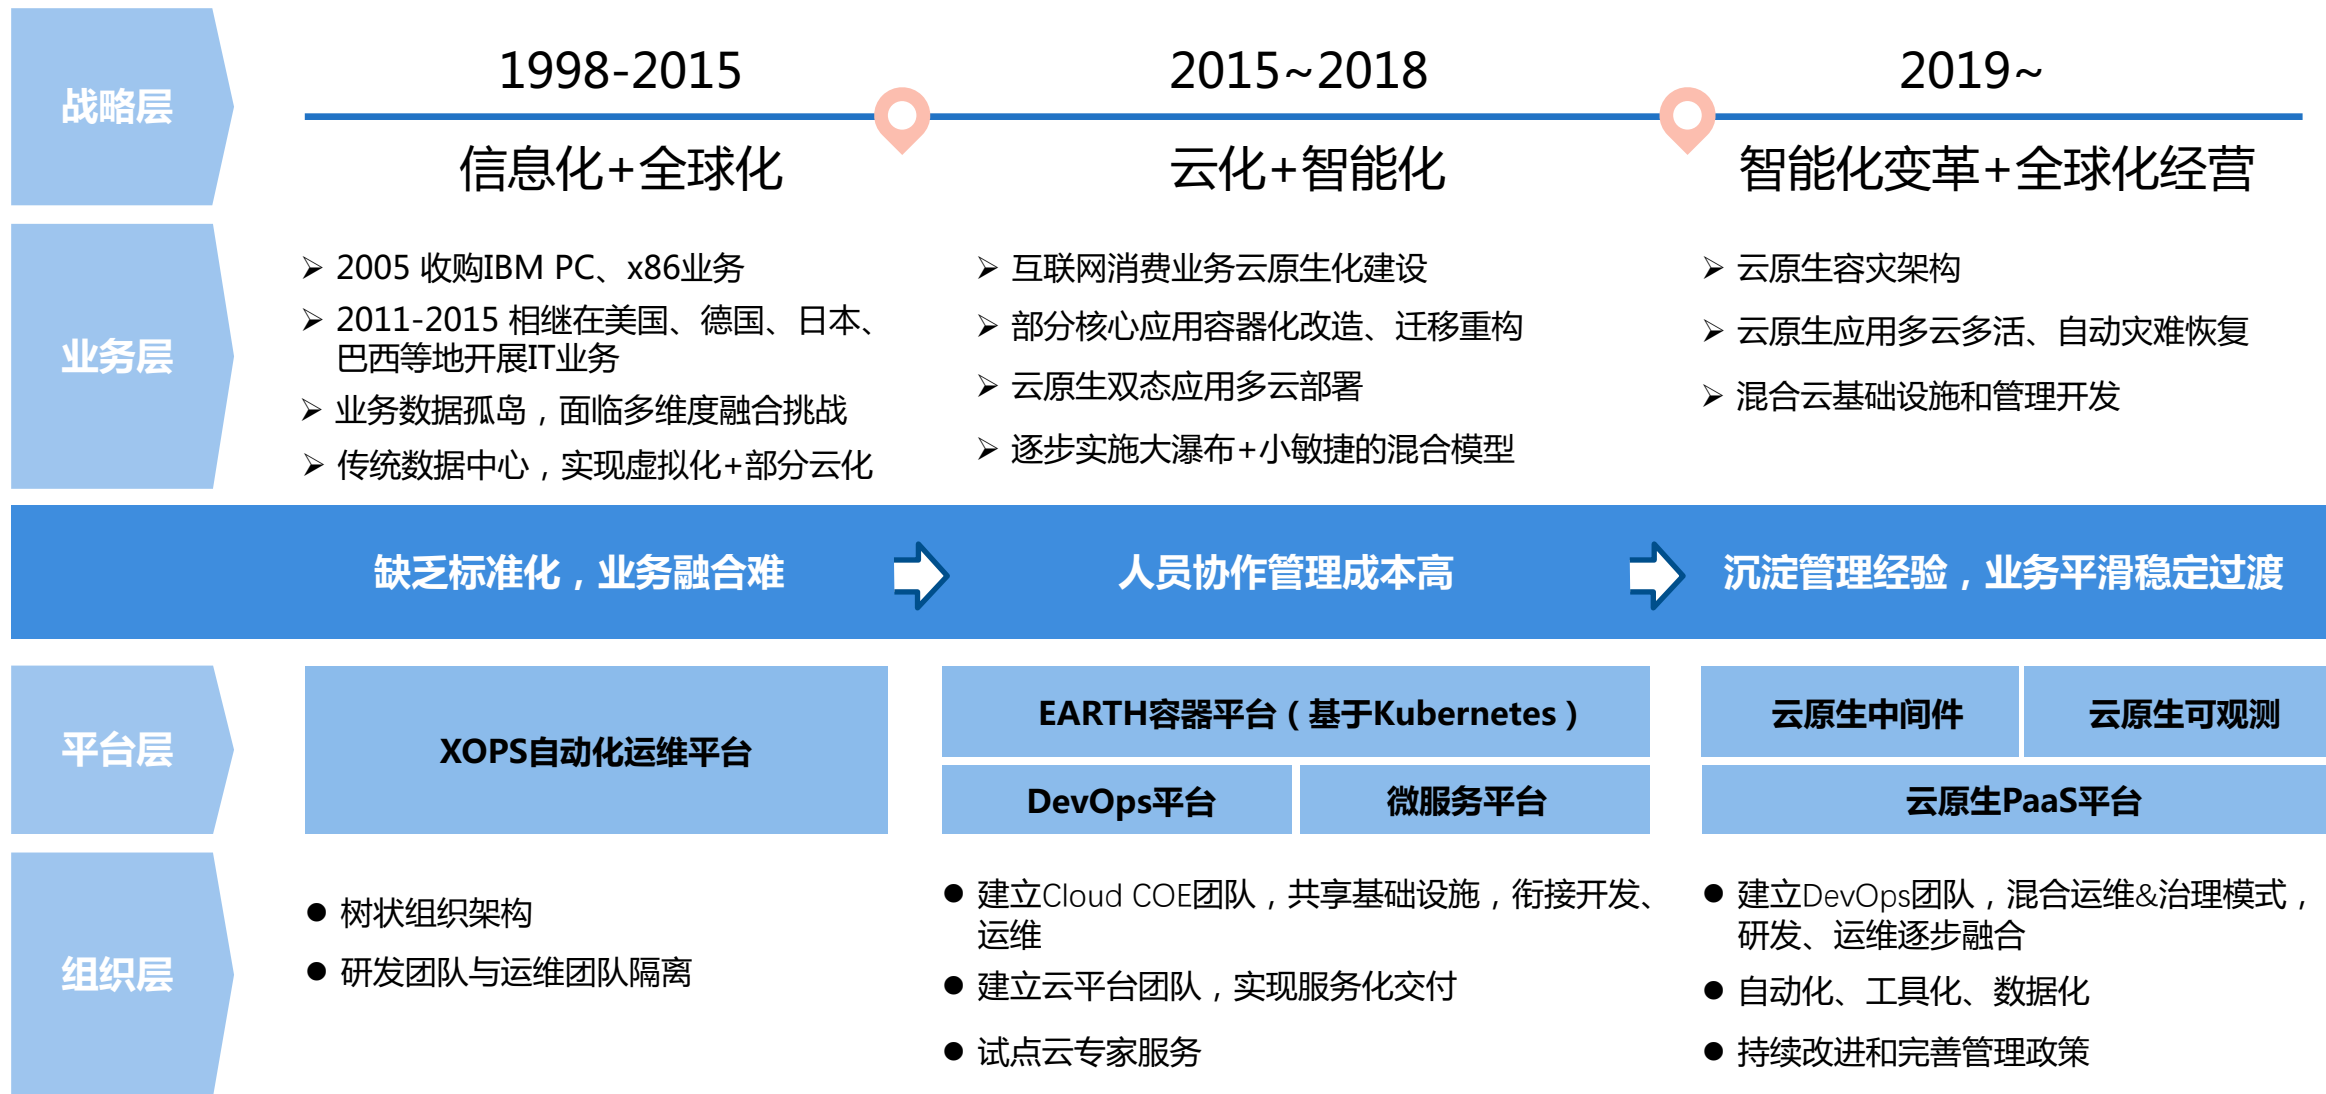 战略层
1998-2015
2015~2018
2019~
信息化+全球化
云化+智能化
智能化变革+全球化经营
业务层
2005 收购IBM PC、x86业务
2011-2015 相继在美国、德国、日本、
巴西等地开展IT业务
业务数据孤岛，面临多维度融合挑战
传统数据中心，实现虚拟化+部分云化
互联网消费业务云原生化建设
部分核心应用容器化改造、迁移重构
云原生双态应用多云部署
逐步实施大瀑布+小敏捷的混合模型
云原生容灾架构
云原生应用多云多活、自动灾难恢复
混合云基础设施和管理开发
缺乏标准化，业务融合难
人员协作管理成本高
沉淀管理经验，业务平滑稳定过渡
平台层
XOPS自动化运维平台
EARTH容器平台（基于Kubernetes）
DevOps平台
微服务平台
云原生中间件
云原生可观测
云原生PaaS平台
组织层
树状组织架构
研发团队与运维团队隔离
建立Cloud COE团队，共享基础设施，衔接开发、
运维
建立云平台团队，实现服务化交付
试点云专家服务
建立DevOps团队，混合运维&治理模式，
研发、运维逐步融合
自动化、工具化、数据化
持续改进和完善管理政策